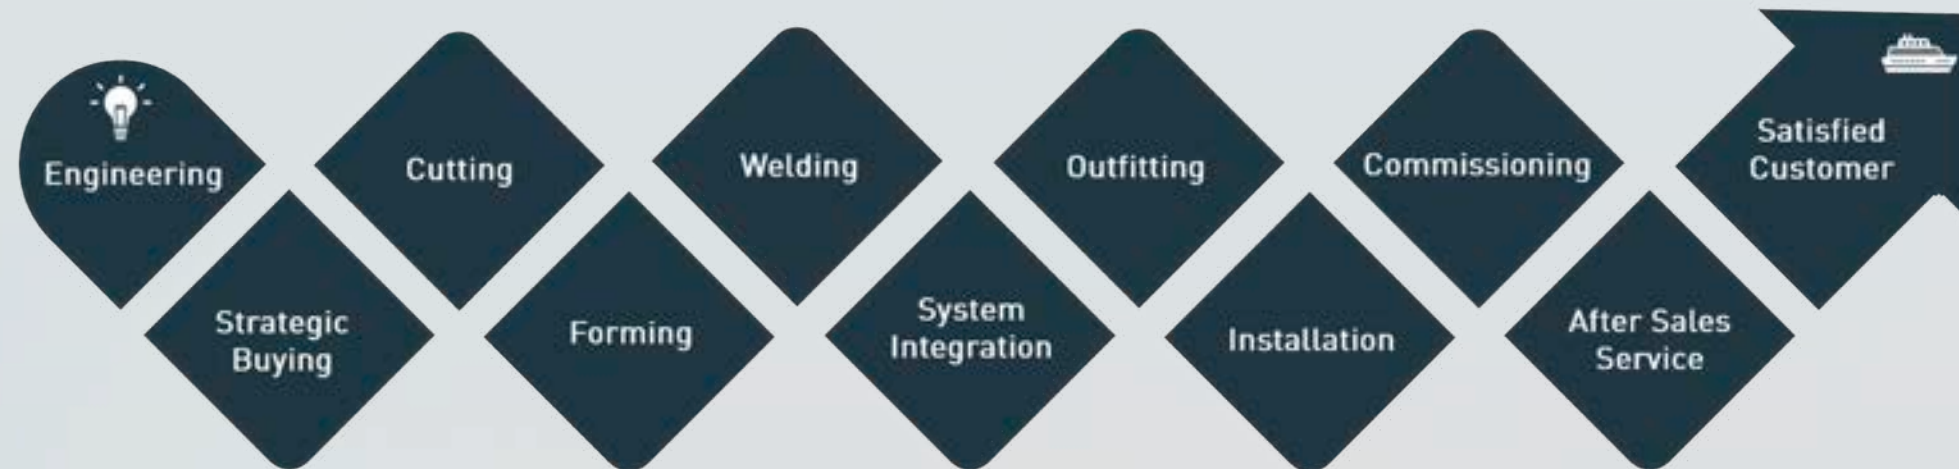 Engineering
Strategic
Buying
Cutting
Forming
Welding
System
Integration
Outfitting
Installation
Commissioning
After Sales
Service
Satisfied
Customer